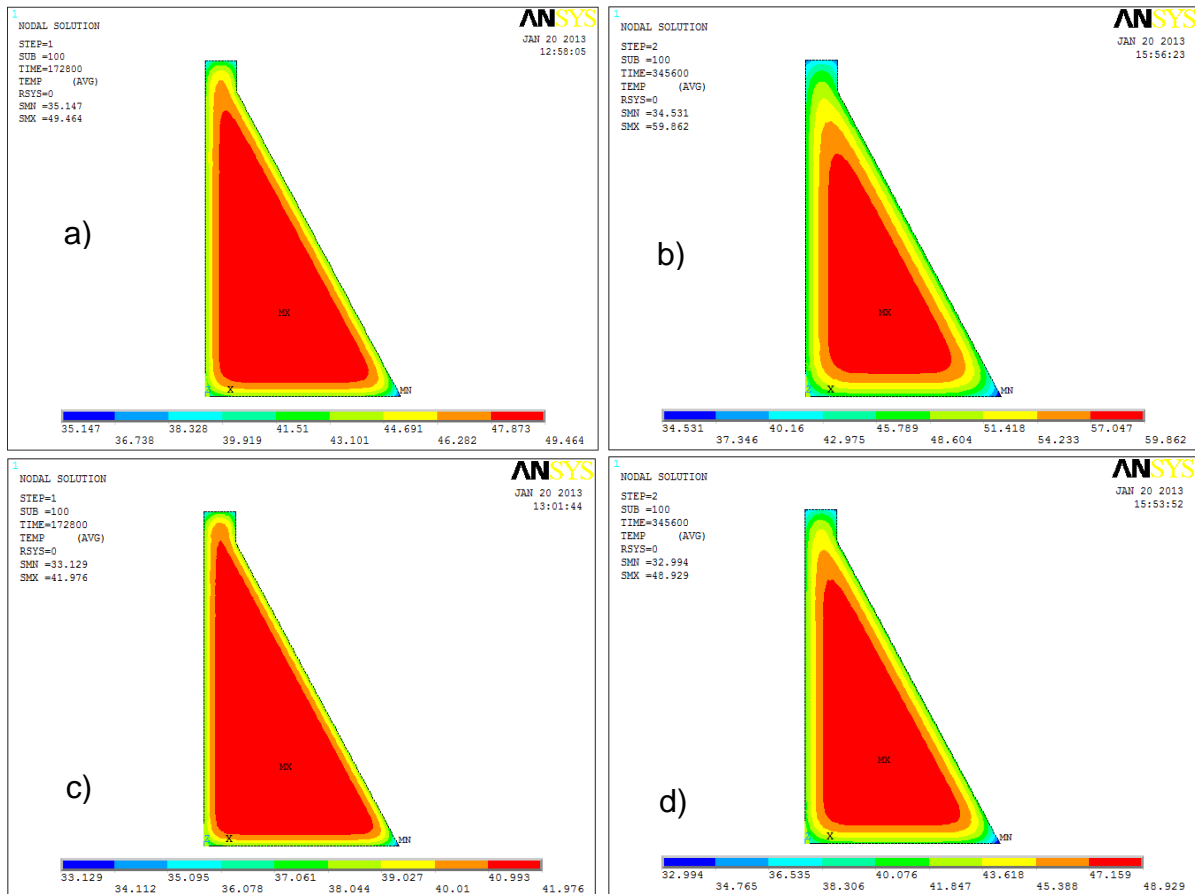 1
NODAL SOLUTION
STEP=1
SUB =100
TIME=172800
TEMP (AVG)
RSYS=0
SMN =35.147
SMX =49.464
ANSYS
JAN 20 2013
12:58:05
a)
MX
Z X MN
35.147 38.328 41.51 44.691 47.873
36.738 39.919 43.101 46.282 49.464
1
NODAL SOLUTION
STEP=2
SUB =100
TIME=345600
TEMP (AVG)
RSYS=0
SMN =34.531
SMX =59.862
ANSYS
JAN 20 2013
15:56:23
b)
MX
Z X MN
34.531 40.16 45.789 51.418 57.047
37.346 42.975 48.604 54.233 59.862
1
NODAL SOLUTION
STEP=1
SUB =100
TIME=172800
TEMP (AVG)
RSYS=0
SMN =33.129
SMX =41.976
ANSYS
JAN 20 2013
13:01:44
c)
MX
Z X MN
33.129 35.095 37.061 39.027 40.993
34.112 36.078 38.044 40.01 41.976
1
NODAL SOLUTION
STEP=2
SUB =100
TIME=345600
TEMP (AVG)
RSYS=0
SMN =32.994
SMX =48.929
ANSYS
JAN 20 2013
15:53:52
d)
MX
Z X MN
32.994 36.535 40.076 43.618 47.159
34.765 38.306 41.847 45.388 48.929